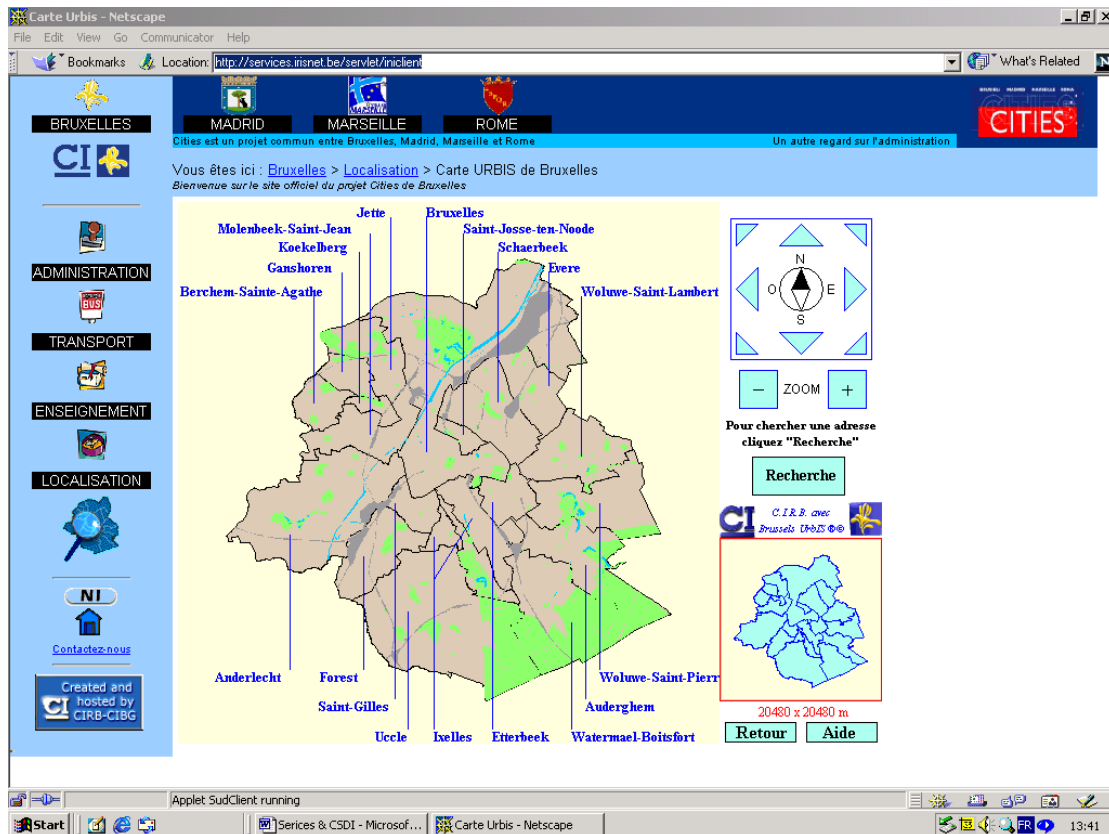 Carte Urbis - Netscape
File Edit View Go Communicator Help
Bookmarks Location: http://services.irisnet.be/servlet/iniclient What's Related N
BRUXELLES
MADRID MARSEILLE ROME
CITIES
Cities est un projet commun entre Bruxelles, Madrid, Marseille et Rome Un autre regard sur l'administration
CI
Vous êtes ici : Bruxelles > Localisation > Carte URBIS de Bruxelles
Bienvenue sur le site officiel du projet Cities de Bruxelles
ADMINISTRATION
BUS
TRANSPORT
ENSEIGNEMENT
LOCALISATION
NI
Contactez-nous
Created and
hosted by
CI CIRB-CIBG
Jette Bruxelles
Molenbeek-Saint-Jean Saint-Josse-ten-Noode
Koekelberg Schaerbeek
Ganshoren Evere
Berchem-Sainte-Agathe Woluwe-Saint-Lambert
Anderlecht Forest Woluwe-Saint-Pierr
Saint-Gilles Auderghem
Uccle Ixelles Etterbeek Watermael-Boitsfort
N
O E
S
- ZOOM +
Pour chercher une adresse
cliquez "Recherche"
Recherche
CI C.I.R.B. avec
Brussels UrbIS ®©
20480 x 20480 m
Retour Aide
Applet SudClient running
Start Serices & CSDI - Microsof... Carte Urbis - Netscape FR 13:41